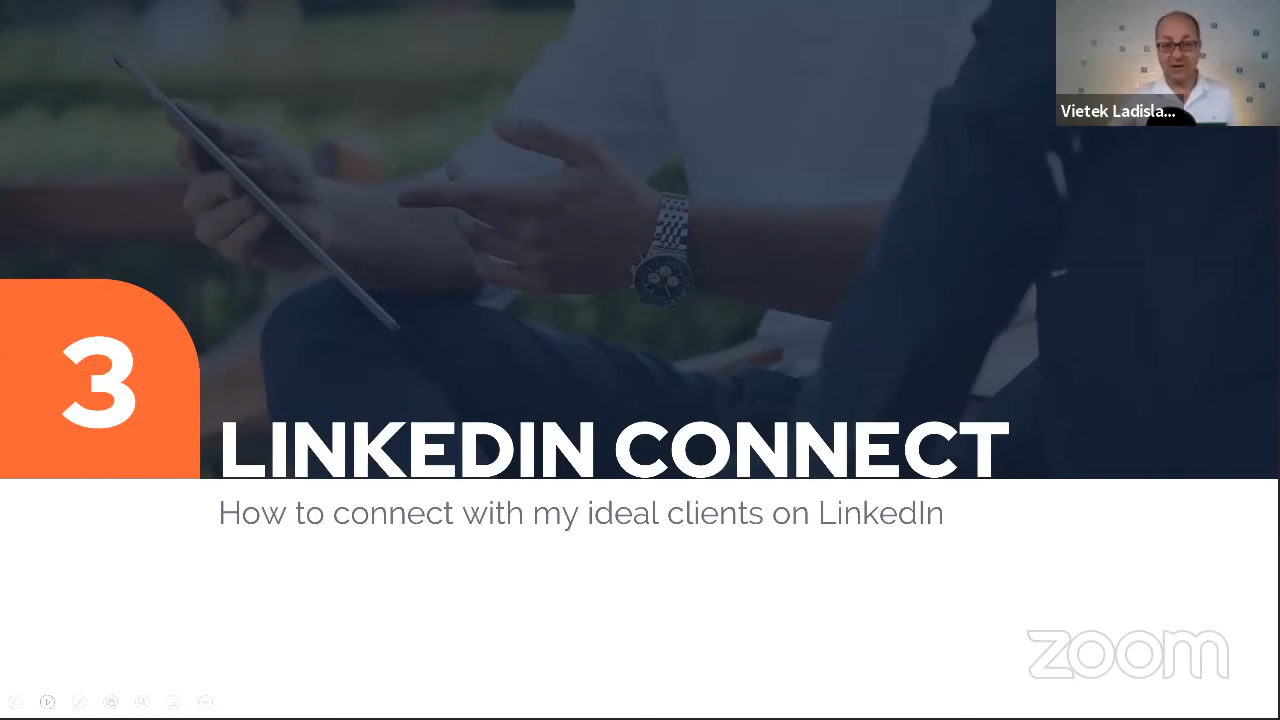 Vietek Ladisla...
3
LINKEDIN CONNECT
How to connect with my ideal clients on LinkedIn
zoom